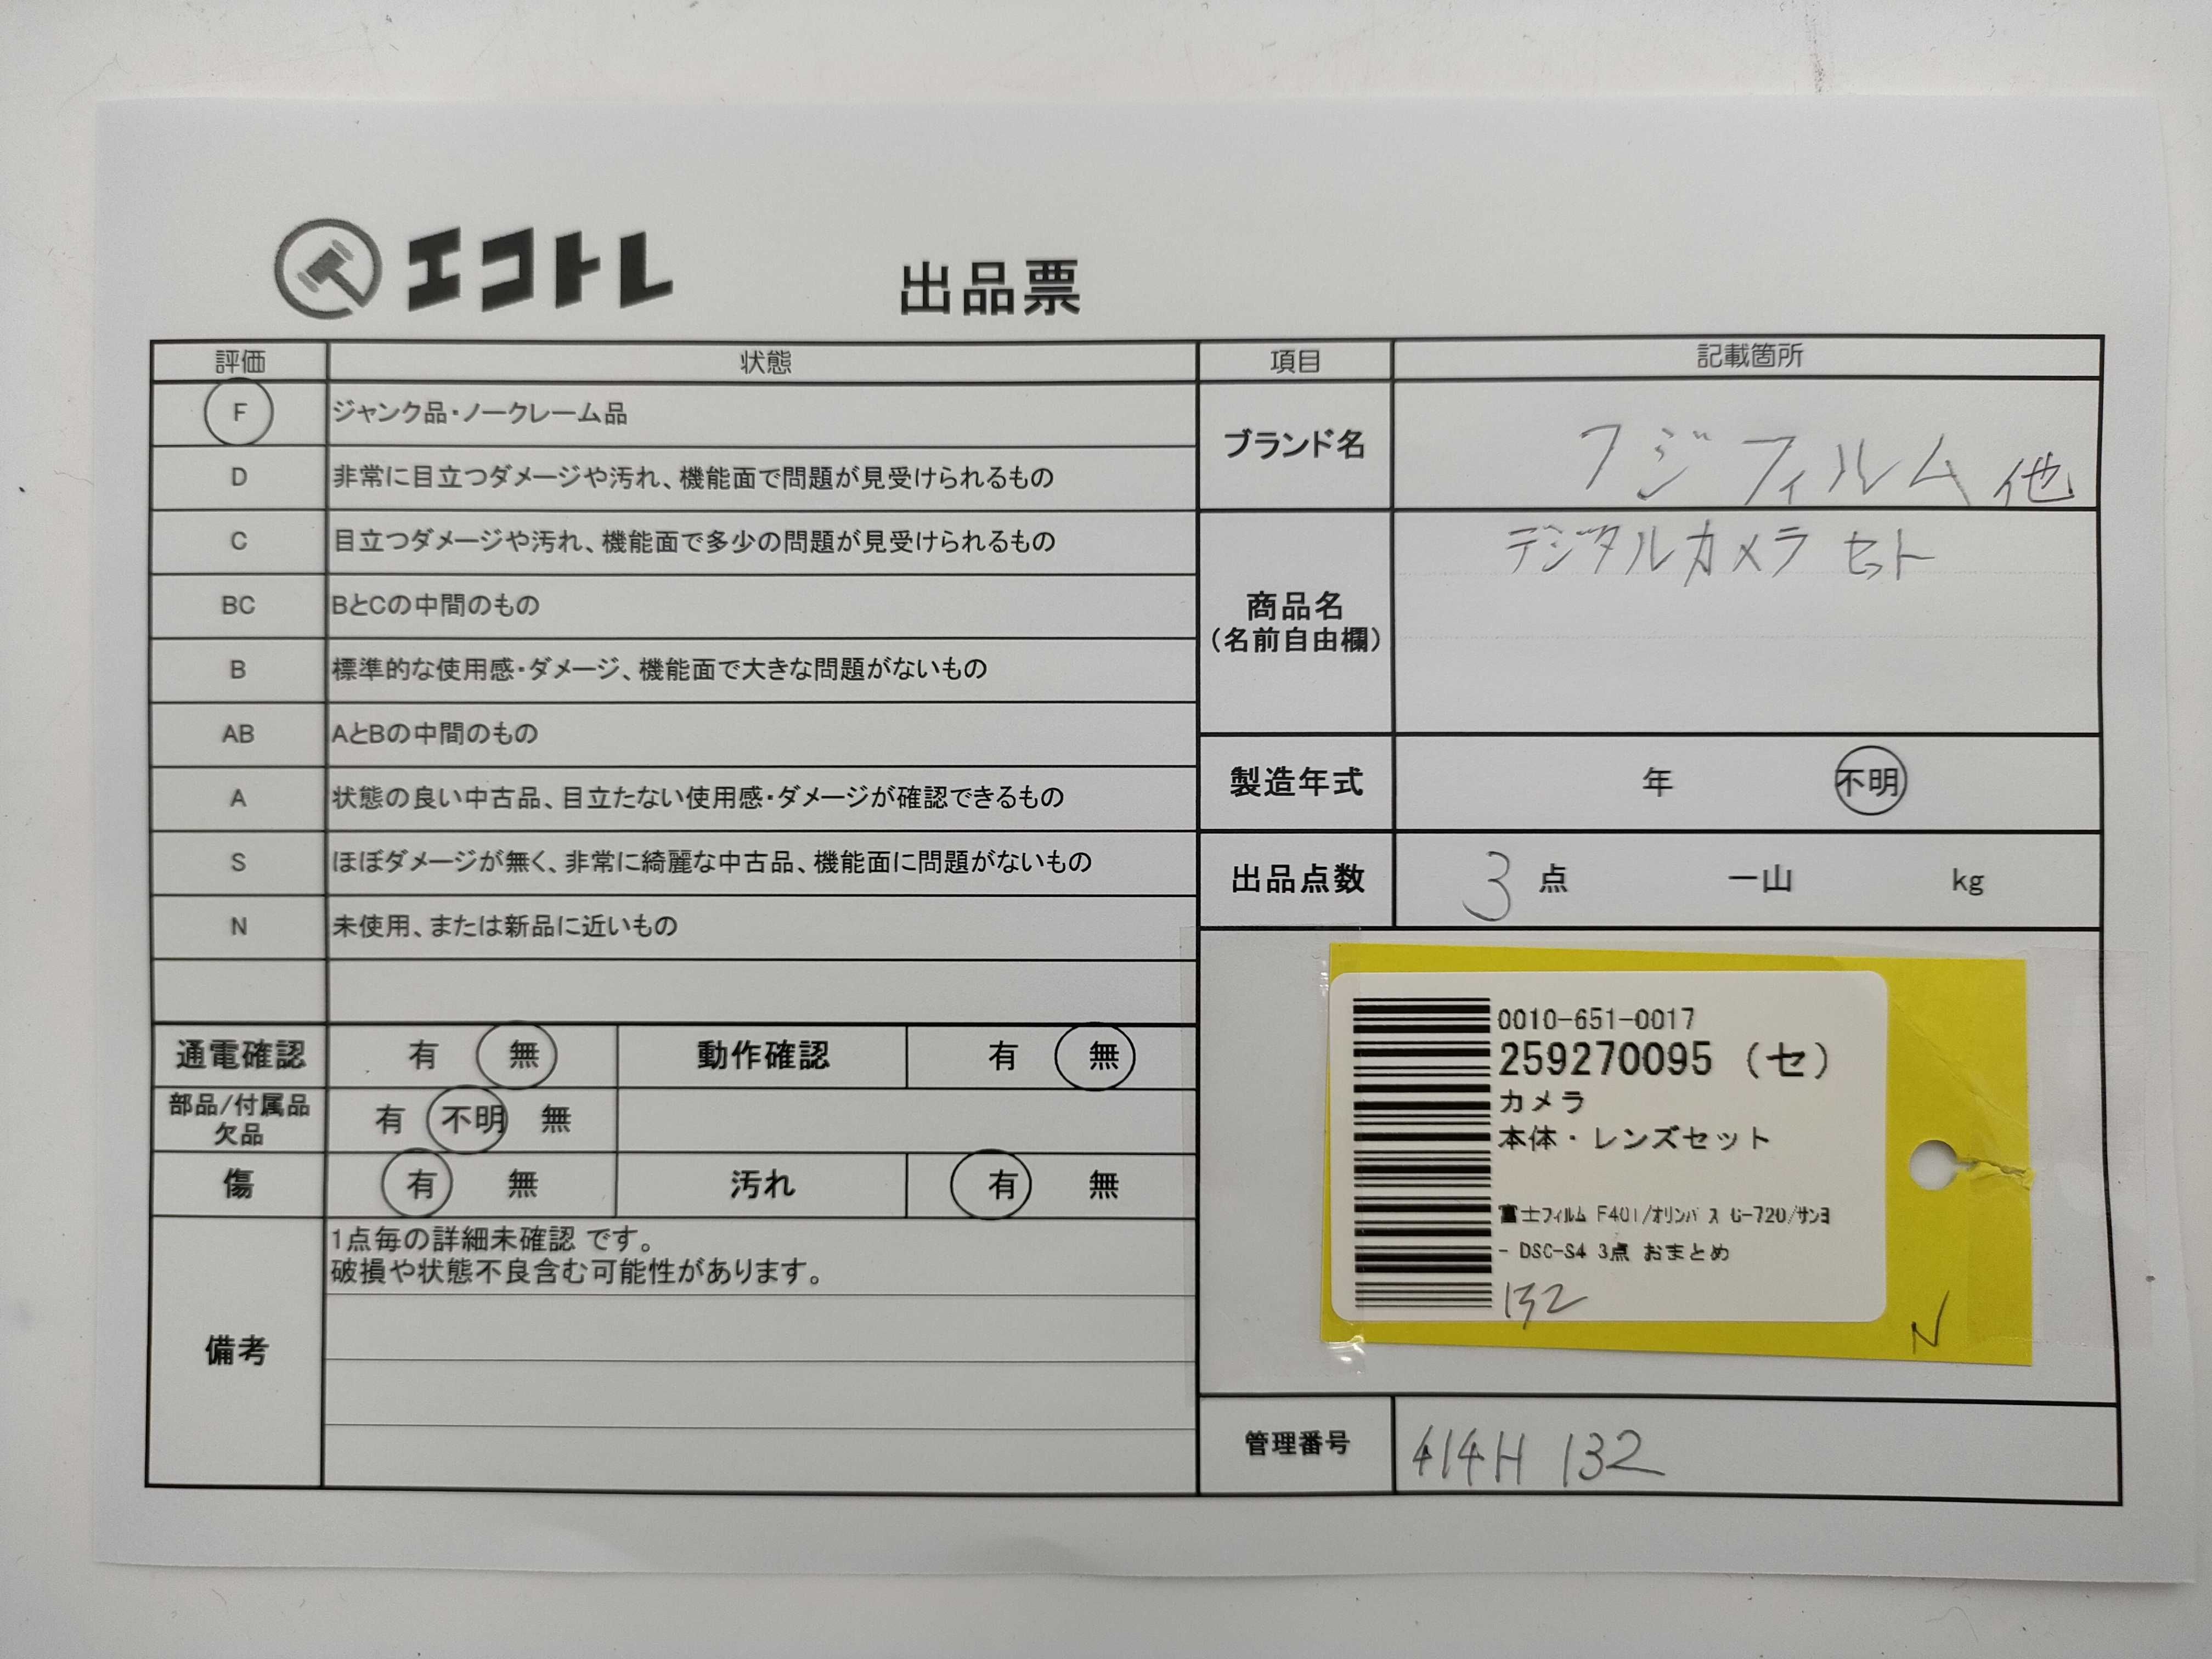 エコトレ
出品票
評価 状態
F ジャンク品・ノークレーム品
D 非常に目立つダメージや汚れ、機能面で問題が見受けられるもの
C 目立つダメージや汚れ、機能面で多少の問題が見受けられるもの
BC BとCの中間のもの
B 標準的な使用感・ダメージ、機能面で大きな問題がないもの
AB AとBの中間のもの
A 状態の良い中古品、目立たない使用感・ダメージが確認できるもの
S ほぼダメージが無く、非常に綺麗な中古品、機能面に問題がないもの
N 未使用、または新品に近いもの
通電確認 有 無 動作確認 有 無
部品/付属品
欠品 有 不明 無
傷 有 無 汚れ 有 無
備考
1点毎の詳細未確認 です。
破損や状態不良含む可能性があります。
項目 記載箇所
ブランド名 フジフィルム 他
商品名
(名前自由欄)
デジタルカメラ セット
製造年式 年 不明
出品点数 3 点 一山 kg
0010-651-0017
259270095 (セ)
カメラ
本体・レンズセット
富士フィルム F401/オリンパス C-720/サンヨ
- DSC-S4 3点 おまとめ
132
N
管理番号 414H 132